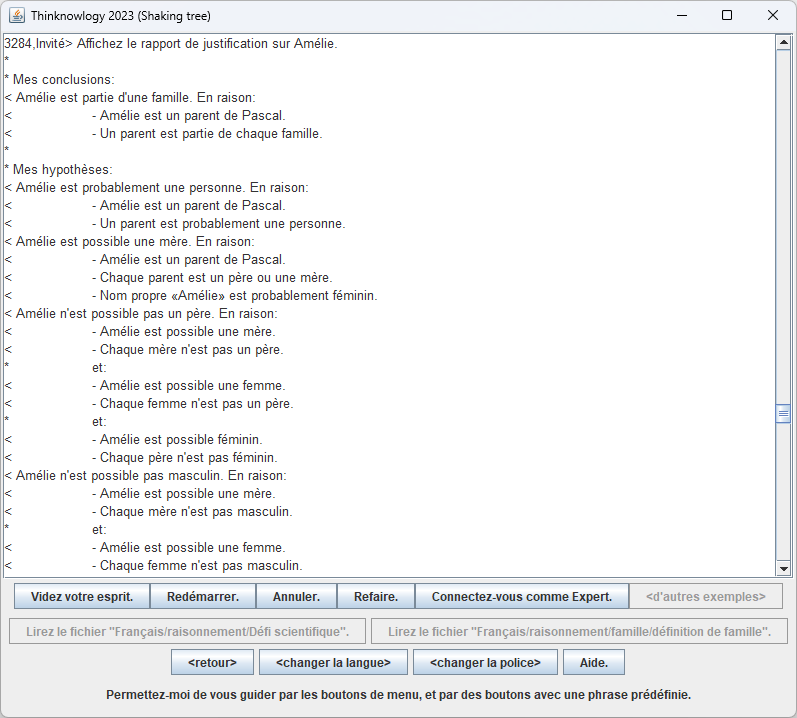 Thinknowlogy 2023 (Shaking tree)
3284,Invité> Affichez le rapport de justification sur Amélie.
*
* Mes conclusions:
< Amélie est partie d'une famille. En raison:
< - Amélie est un parent de Pascal.
< - Un parent est partie de chaque famille.
*
* Mes hypothèses:
< Amélie est probablement une personne. En raison:
< - Amélie est un parent de Pascal.
< - Un parent est probablement une personne.
< Amélie est possible une mère. En raison:
< - Amélie est un parent de Pascal.
< - Chaque parent est un père ou une mère.
< - Nom propre «Amélie» est probablement féminin.
< Amélie n'est possible pas un père. En raison:
< - Amélie est possible une mère.
< - Chaque mère n'est pas un père.
* et:
< - Amélie est possible une femme.
< - Chaque femme n'est pas un père.
* et:
< - Amélie est possible féminin.
< - Chaque père n'est pas féminin.
< Amélie n'est possible pas masculin. En raison:
< - Amélie est possible une mère.
< - Chaque mère n'est pas masculin.
* et:
< - Amélie est possible une femme.
< - Chaque femme n'est pas masculin.
Videz votre esprit. Redémarrer. Annuler. Refaire. Connectez-vous comme Expert. <d'autres exemples>
Lirez le fichier "Français/raisonnement/Défi scientifique". Lirez le fichier "Français/raisonnement/famille/définition de famille".
<retour> <changer la langue> <changer la police> Aide.
Permettez-moi de vous guider par les boutons de menu, et par des boutons avec une phrase prédéfinie.